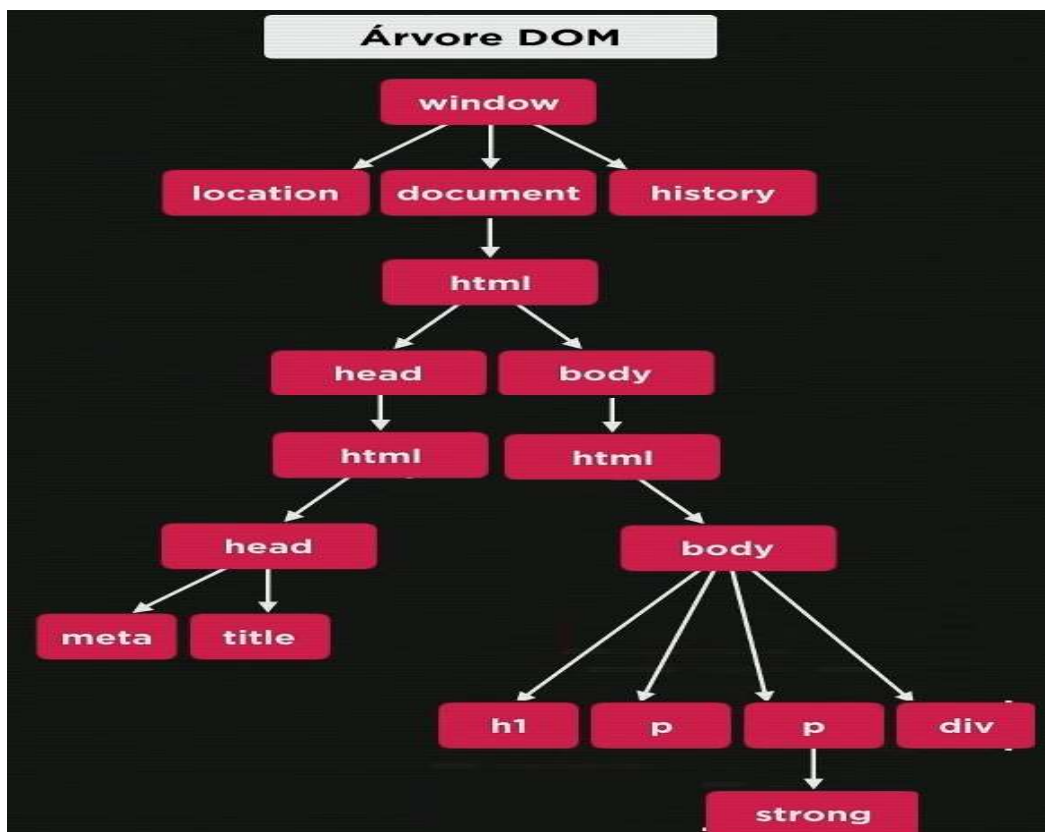 Árvore DOM
window
location document history
html
head body
html html
head body
meta title
h1 p p div
strong